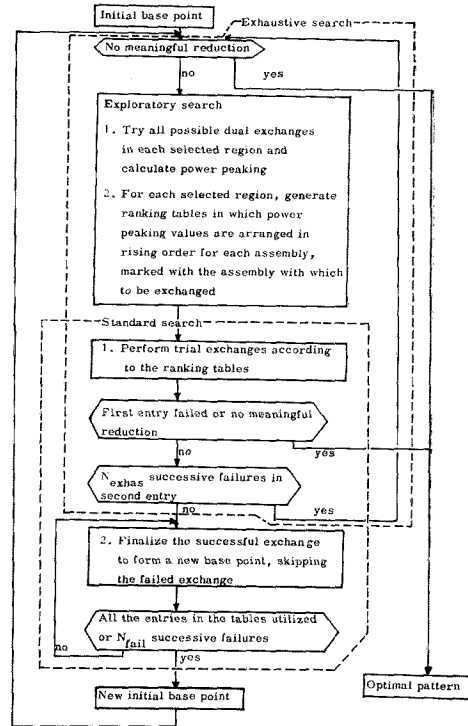 Initial base point
Exhaustive search
No meaningful reduction
no
yes
Exploratory search
1. Try all possible dual exchanges
in each selected region and
calculate power peaking
2. For each selected region, generate
ranking tables in which power
peaking values are arranged in
rising order for each assembly,
marked with the assembly with which
to be exchanged
Standard search
1. Perform trial exchanges according
to the ranking tables
First entry failed or no meaningful
reduction
no
yes
Nexhas successive failures in
second entry
no
yes
2. Finalize the successful exchange
to form a new base point, skipping
the failed exchange
All the entries in the tables utilized
or Nfail successive failures
no
yes
New initial base point
Optimal pattern